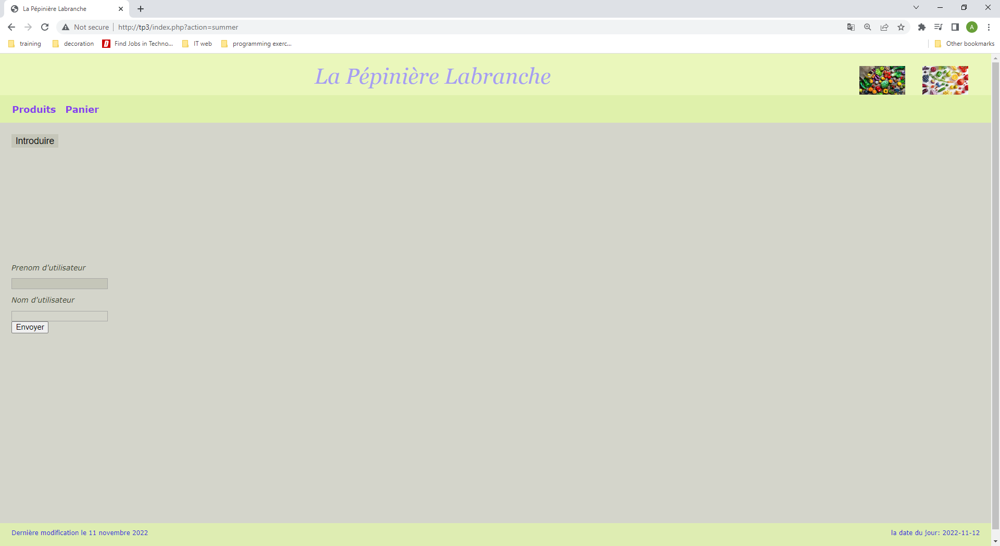 La Pépinière Labranche
Not secure http://tp3/index.php?action=summer
A
training decoration D Find Jobs in Techno... IT web programming exerc... Other bookmarks
La Pépinière Labranche
Produits Panier
Introduire
Prenom d'utilisateur
Nom d'utilisateur
Envoyer
Dernière modification le 11 novembre 2022 la date du jour: 2022-11-12